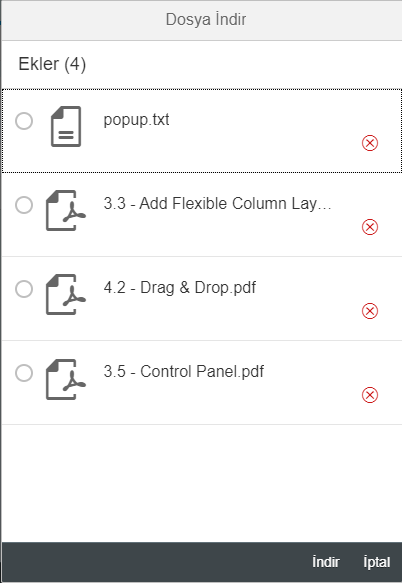 Dosya İndir
Ekler (4)
popup.txt
3.3 - Add Flexible Column Lay…
4.2 - Drag & Drop.pdf
3.5 - Control Panel.pdf
İndir İptal